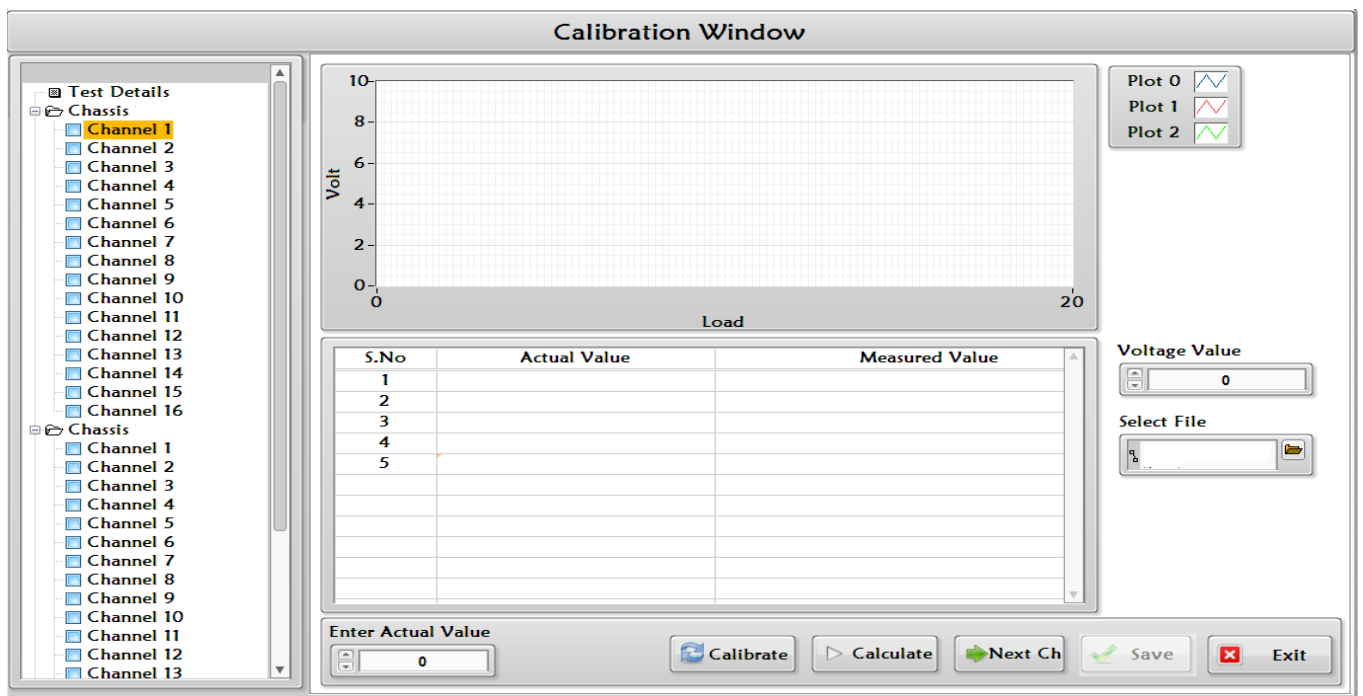 Calibration Window
Test Details
Chassis
Channel 1
Channel 2
Channel 3
Channel 4
Channel 5
Channel 6
Channel 7
Channel 8
Channel 9
Channel 10
Channel 11
Channel 12
Channel 13
Channel 14
Channel 15
Channel 16
Chassis
Channel 1
Channel 2
Channel 3
Channel 4
Channel 5
Channel 6
Channel 7
Channel 8
Channel 9
Channel 10
Channel 11
Channel 12
Channel 13
Volt
10
8
6
4
2
0
0 20
Load
Plot 0
Plot 1
Plot 2
S.No Actual Value Measured Value
1
2
3
4
5
Voltage Value
0
Select File
Enter Actual Value
0
Calibrate Calculate Next Ch Save Exit